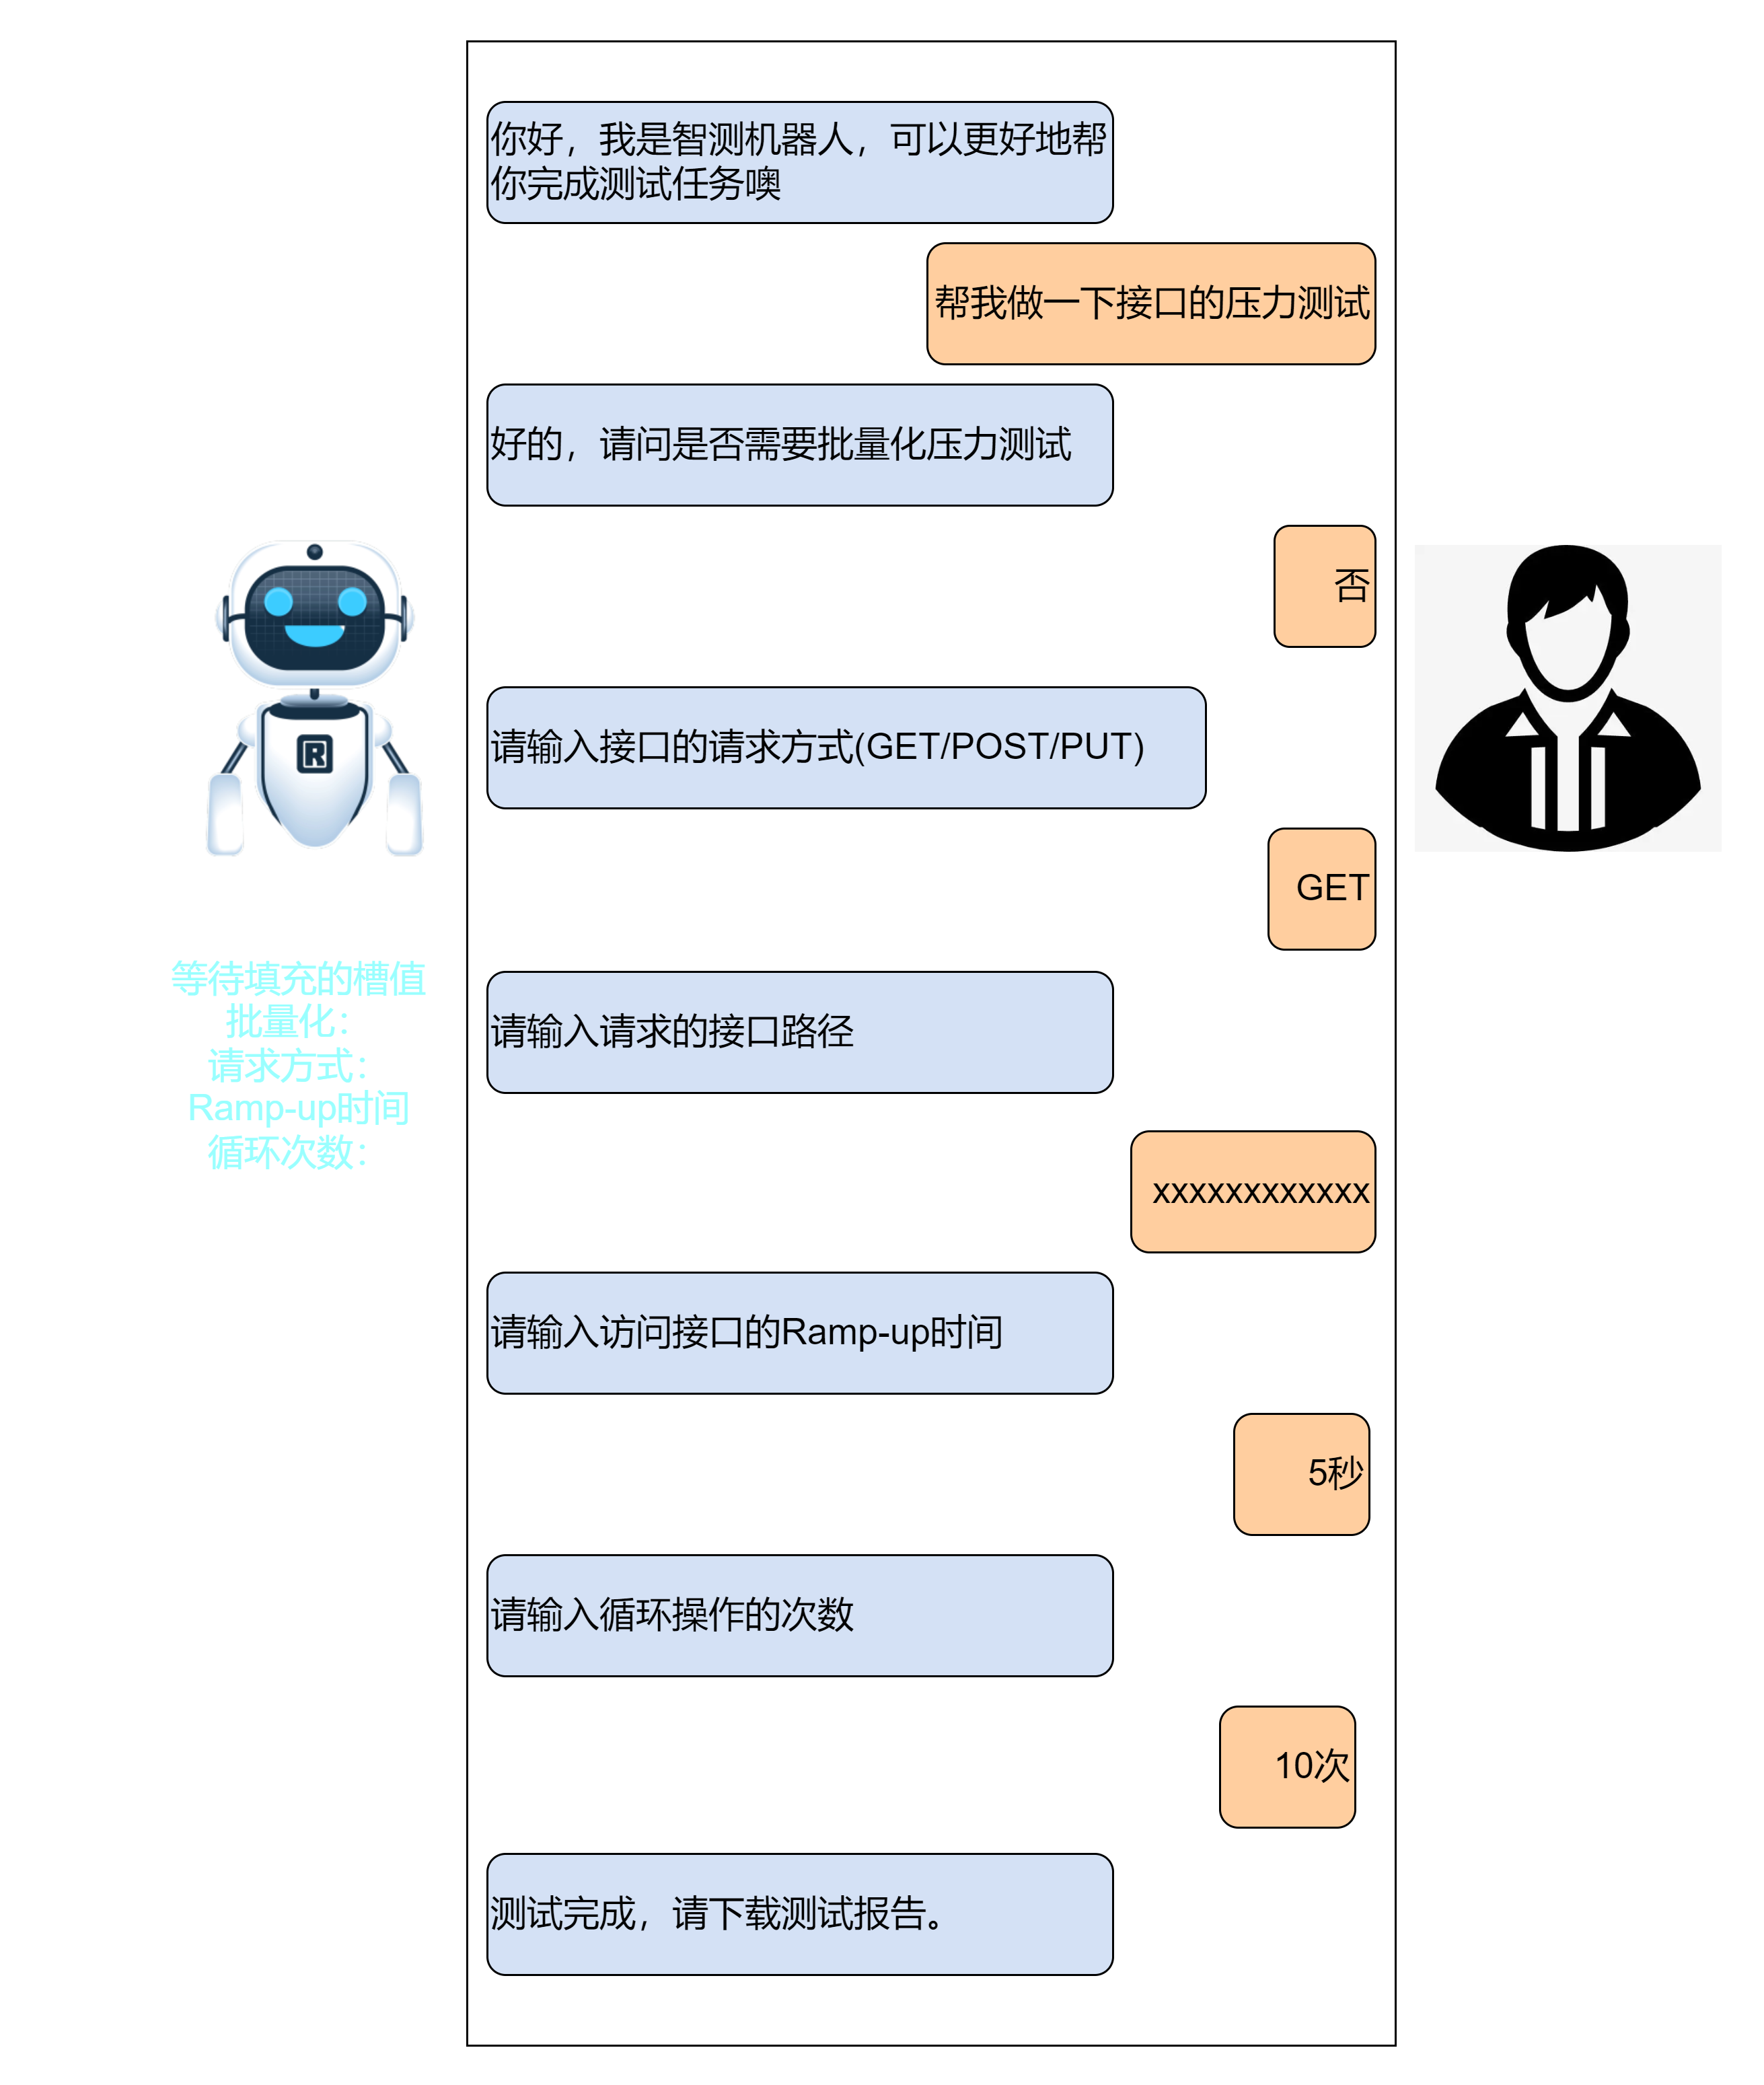 你好，我是智测机器人，可以更好地帮
你完成测试任务噢
帮我做一下接口的压力测试
好的，请问是否需要批量化压力测试
否
请输入接口的请求方式(GET/POST/PUT)
GET
请输入请求的接口路径
xxxxxxxxxxxx
请输入访问接口的Ramp-up时间
5秒
请输入循环操作的次数
10次
测试完成，请下载测试报告。
R
等待填充的槽值
批量化：
请求方式：
Ramp-up时间
循环次数：